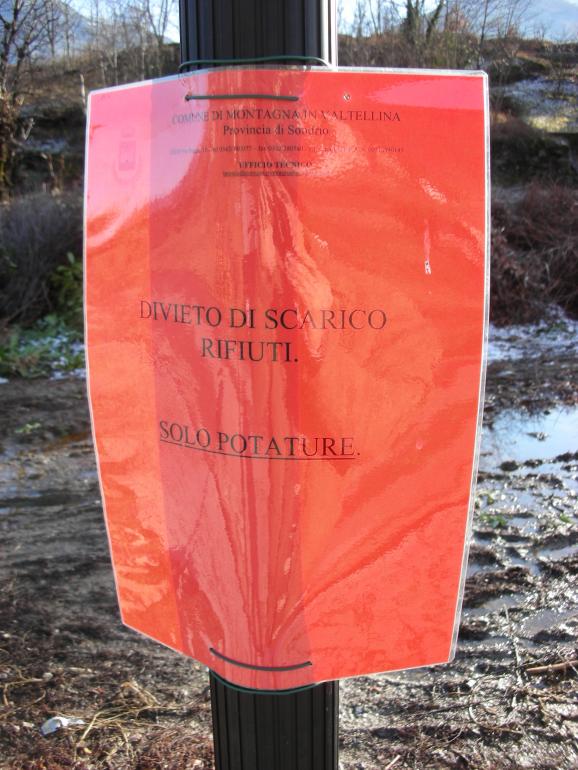 COMUNE DI MONTAGNA IN VALTELLINA
Provincia di Sondrio
UFFICIO TECNICO
DIVIETO DI SCARICO
RIFIUTI.
SOLO POTATURE.